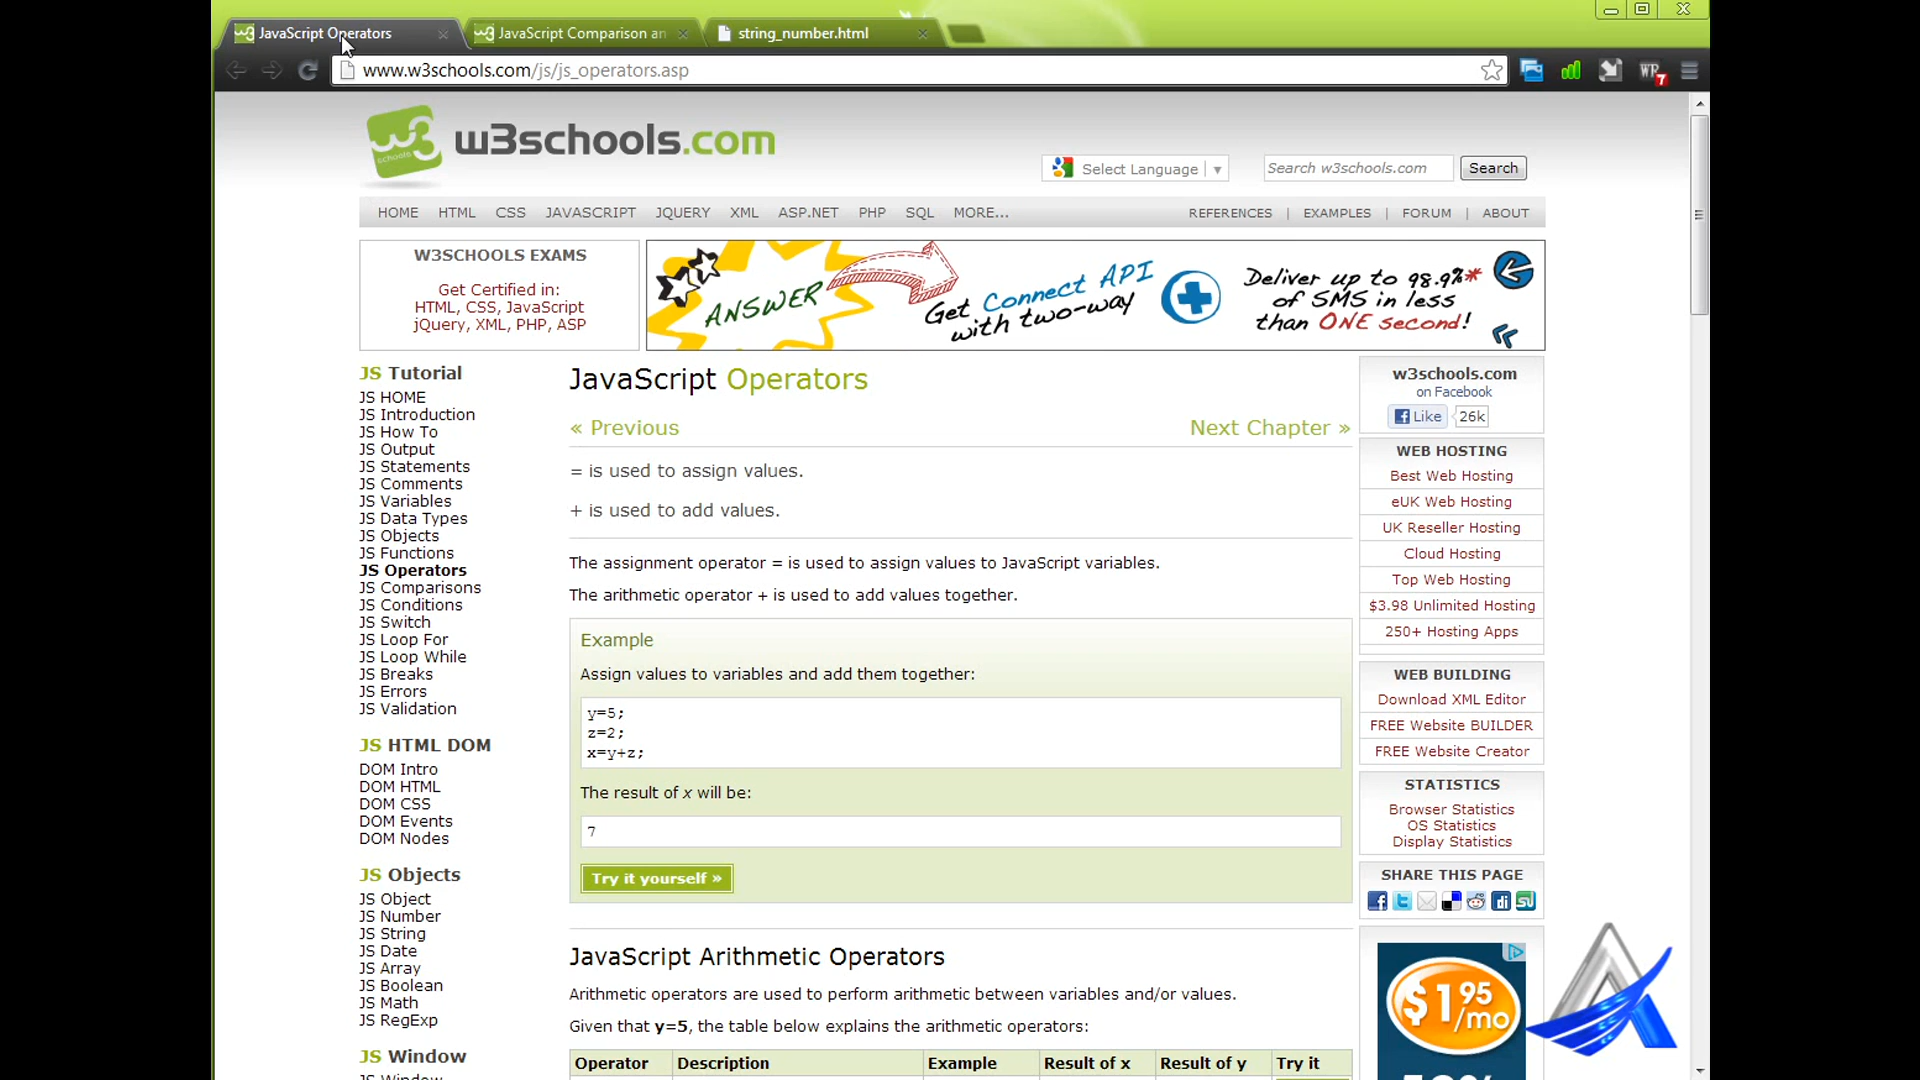 JavaScript Operators
JavaScript Comparison an
string_number.html
www.w3schools.com/js/js_operators.asp
WR
7
w3schools.com
Select Language
Search w3schools.com
Search
HOME HTML CSS JAVASCRIPT JQUERY XML ASP.NET PHP SQL MORE...
REFERENCES | EXAMPLES | FORUM | ABOUT
W3SCHOOLS EXAMS
Get Certified in:
HTML, CSS, JavaScript
jQuery, XML, PHP, ASP
ANSWER
Get Connect API
with two-way
Deliver up to 98.9%*
of SMS in less
than ONE second!
JS Tutorial
JS HOME
JS Introduction
JS How To
JS Output
JS Statements
JS Comments
JS Variables
JS Data Types
JS Objects
JS Functions
JS Operators
JS Comparisons
JS Conditions
JS Switch
JS Loop For
JS Loop While
JS Breaks
JS Errors
JS Validation
JS HTML DOM
DOM Intro
DOM HTML
DOM CSS
DOM Events
DOM Nodes
JS Objects
JS Object
JS Number
JS String
JS Date
JS Array
JS Boolean
JS Math
JS RegExp
JS Window
JS Window
JavaScript Operators
« Previous
Next Chapter »
= is used to assign values.
+ is used to add values.
The assignment operator = is used to assign values to JavaScript variables.
The arithmetic operator + is used to add values together.
Example
Assign values to variables and add them together:
y=5;
z=2;
x=y+z;
The result of x will be:
7
Try it yourself »
JavaScript Arithmetic Operators
Arithmetic operators are used to perform arithmetic between variables and/or values.
Given that y=5, the table below explains the arithmetic operators:
Operator Description Example Result of x Result of y Try it
w3schools.com
on Facebook
Like 26k
WEB HOSTING
Best Web Hosting
eUK Web Hosting
UK Reseller Hosting
Cloud Hosting
Top Web Hosting
$3.98 Unlimited Hosting
250+ Hosting Apps
WEB BUILDING
Download XML Editor
FREE Website BUILDER
FREE Website Creator
STATISTICS
Browser Statistics
OS Statistics
Display Statistics
SHARE THIS PAGE
$1.95
/mo